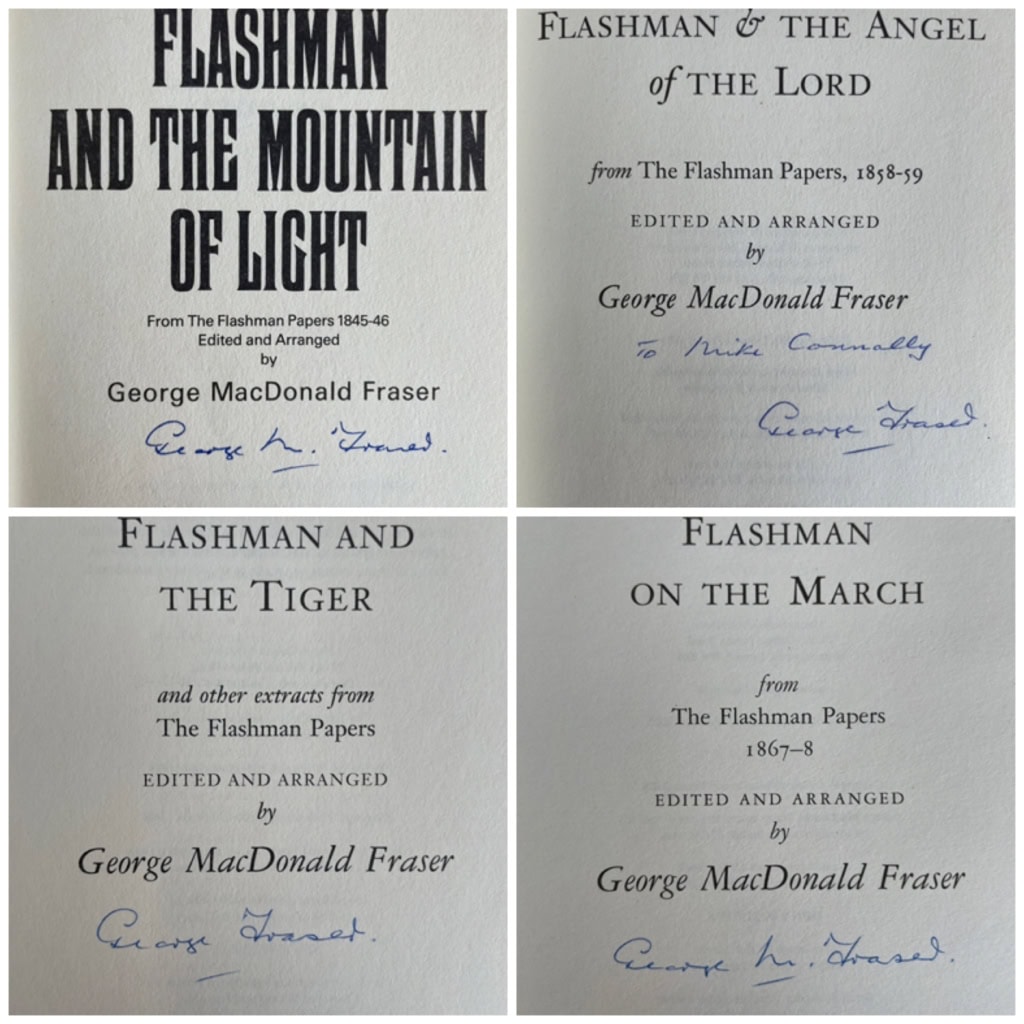 FLASHMAN
AND THE MOUNTAIN
OF LIGHT
From The Flashman Papers 1845-46
Edited and Arranged
by
George MacDonald Fraser
George M. Fraser.
FLASHMAN & THE ANGEL
of THE LORD
from The Flashman Papers, 1858-59
EDITED AND ARRANGED
by
George MacDonald Fraser
To Mike Connally
George Fraser.
FLASHMAN AND
THE TIGER
and other extracts from
The Flashman Papers
EDITED AND ARRANGED
by
George MacDonald Fraser
George Fraser.
FLASHMAN
ON THE MARCH
from
The Flashman Papers
1867–8
EDITED AND ARRANGED
by
George MacDonald Fraser
George M. Fraser.